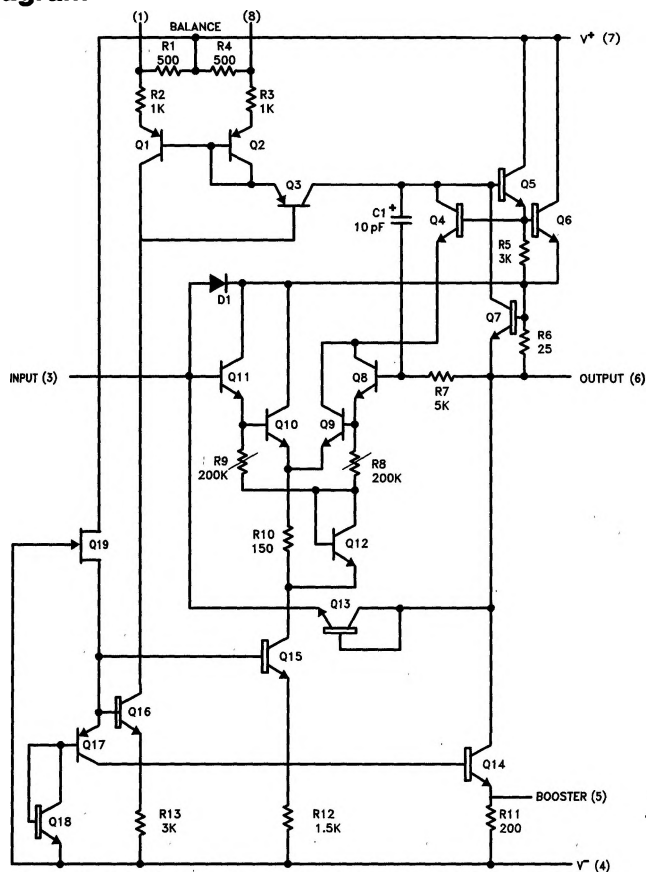 (1)
BALANCE
(8)
V+ (7)
R1
500
R4
500
R2
1K
R3
1K
Q1
Q2
Q3
Q5
C1 +
10 pF
Q4
Q6
R5
3K
D1
Q7
R6
25
INPUT (3)
Q11
Q8
R7
5K
OUTPUT (6)
Q10
Q9
R9
200K
R8
200K
R10
150
Q12
Q19
Q13
Q15
Q16
Q17
Q14
BOOSTER (5)
Q18
R13
3K
R12
1.5K
R11
200
V- (4)